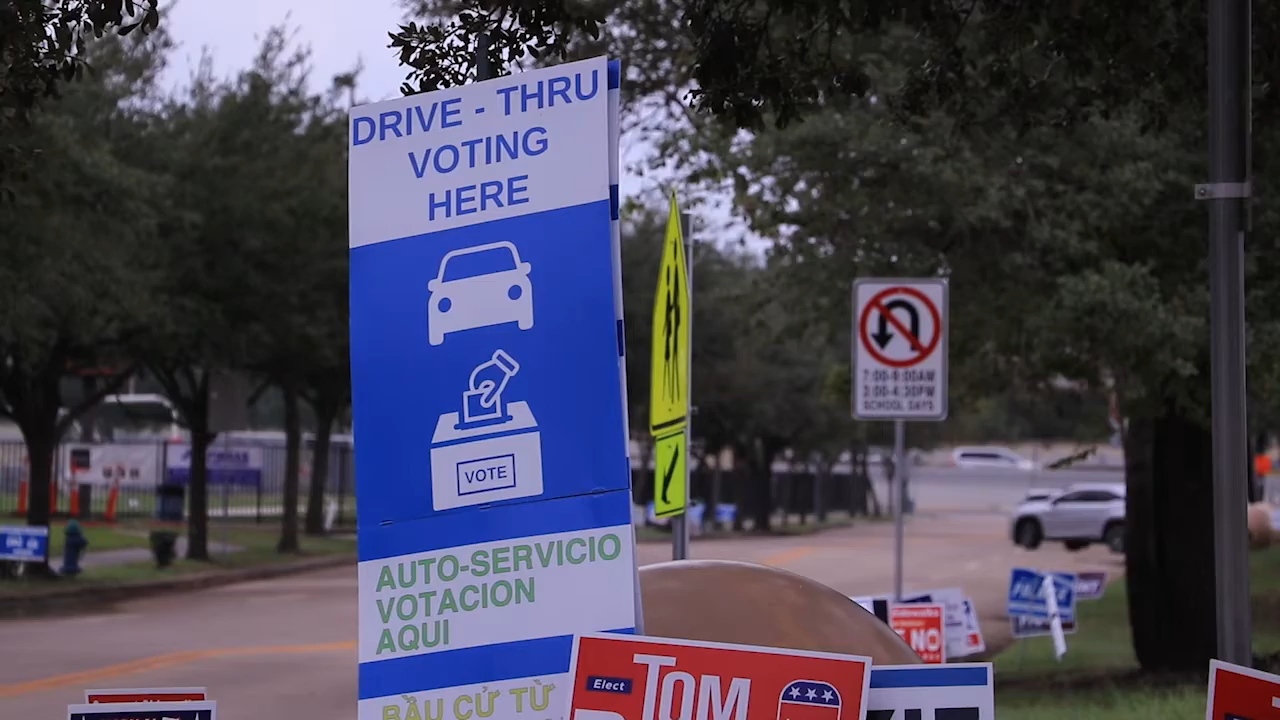 DRIVE - THRU
VOTING
HERE
VOTE
AUTO-SERVICIO
VOTACION
AQUI
BẦU CỬ TỪ
7:00-9:00AM
3:00-4:30PM
SCHOOL DAYS
NO
Elect
TOM